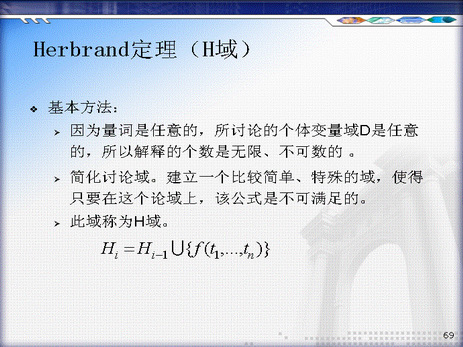 Herbrand定理（H域）
❖ 基本方法：
➢ 因为量词是任意的，所讨论的个体变量域D是任意
的，所以解释的个数是无限、不可数的 。
➢ 简化讨论域。建立一个比较简单、特殊的域，使得
只要在这个论域上，该公式是不可满足的。
➢ 此域称为H域。
Hᵢ = Hᵢ₋₁ ⋃{f(t₁,...,tₙ)}
69